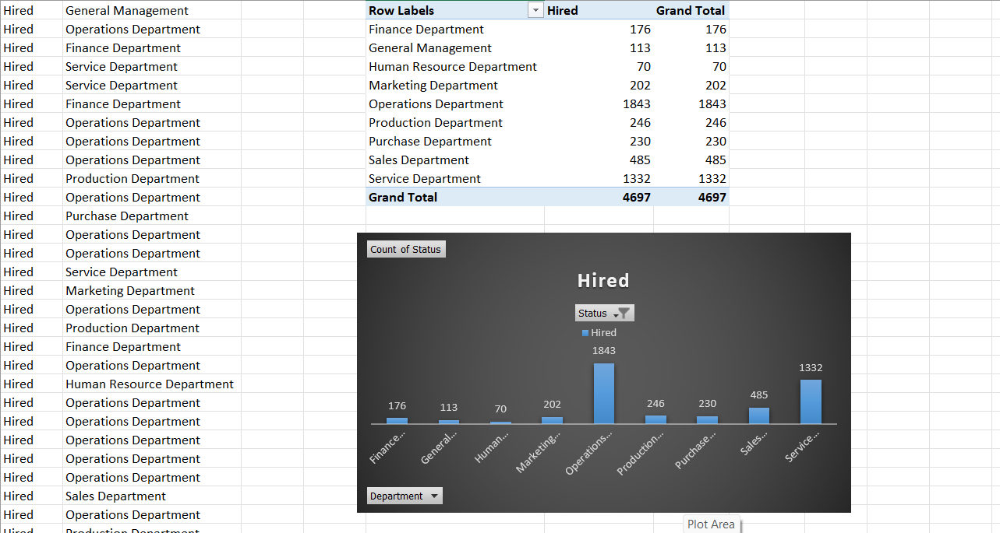 Hired General Management
Hired Operations Department
Hired Finance Department
Hired Service Department
Hired Service Department
Hired Finance Department
Hired Operations Department
Hired Operations Department
Hired Operations Department
Hired Production Department
Hired Operations Department
Hired Purchase Department
Hired Operations Department
Hired Operations Department
Hired Service Department
Hired Marketing Department
Hired Operations Department
Hired Production Department
Hired Finance Department
Hired Operations Department
Hired Human Resource Department
Hired Operations Department
Hired Operations Department
Hired Operations Department
Hired Operations Department
Hired Operations Department
Hired Sales Department
Hired Operations Department
Hired Production Department
Row Labels Hired Grand Total
Finance Department 176 176
General Management 113 113
Human Resource Department 70 70
Marketing Department 202 202
Operations Department 1843 1843
Production Department 246 246
Purchase Department 230 230
Sales Department 485 485
Service Department 1332 1332
Grand Total 4697 4697
Count of Status
Hired
Status
Hired
176 113 70 202 1843 246 230 485 1332
Finance... General... Human... Marketing... Operations... Production... Purchase... Sales... Service...
Department
Plot Area